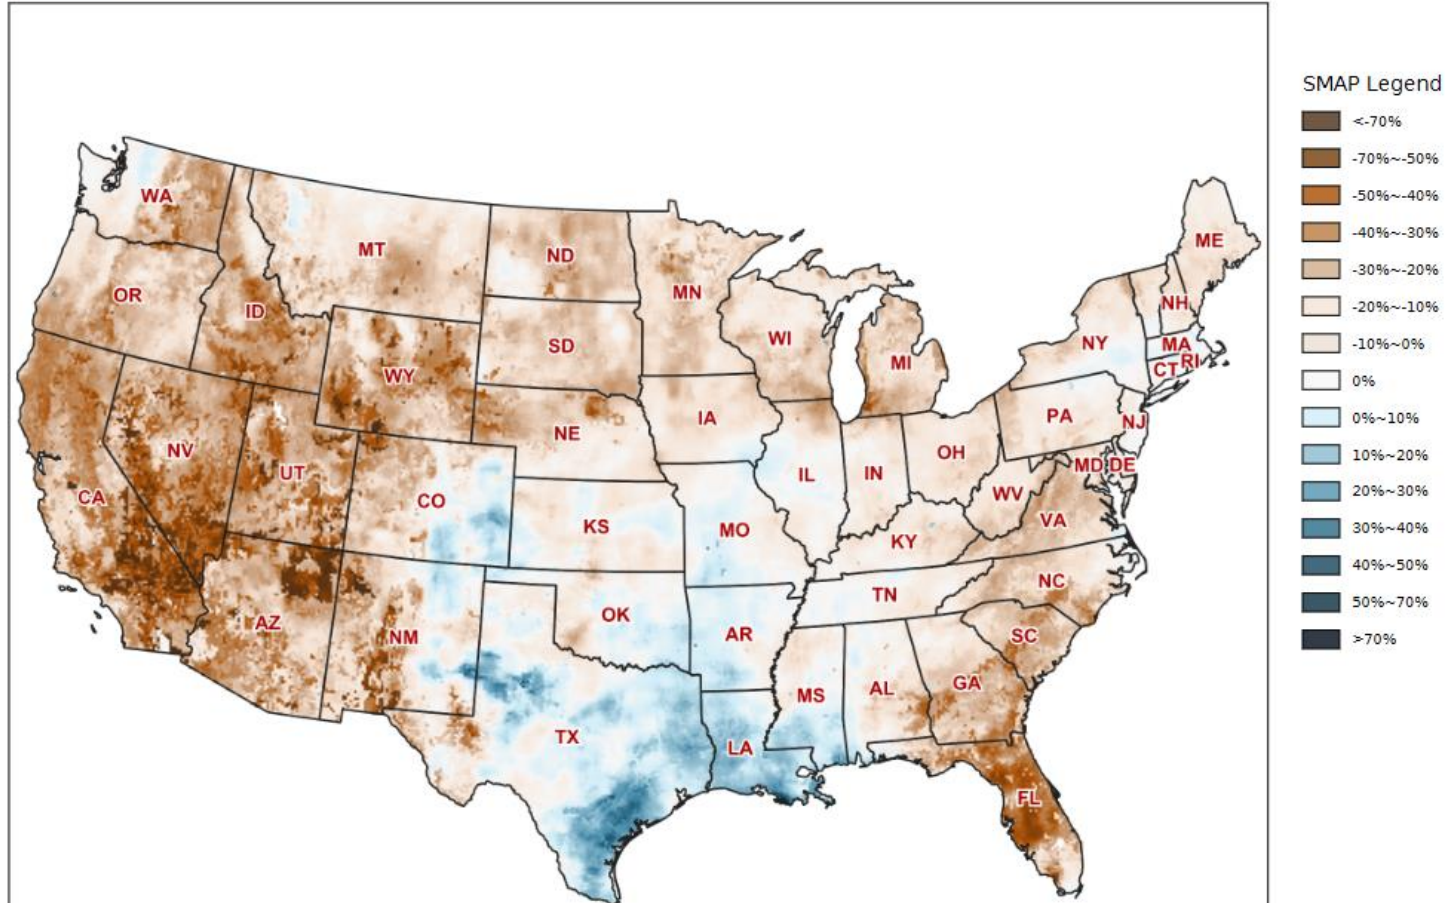 SMAP Legend
<-70%
-70%~-50%
-50%~-40%
-40%~-30%
-30%~-20%
-20%~-10%
-10%~0%
0%
0%~10%
10%~20%
20%~30%
30%~40%
40%~50%
50%~70%
>70%
WA
MT
ND
MN
ME
OR
ID
WY
SD
WI
MI
NY
NH
MA
CT
RI
NV
UT
CO
NE
IA
IL
IN
OH
PA
NJ
CA
KS
MO
KY
WV
MD
DE
VA
AZ
NM
OK
AR
TN
NC
SC
TX
LA
MS
AL
GA
FL